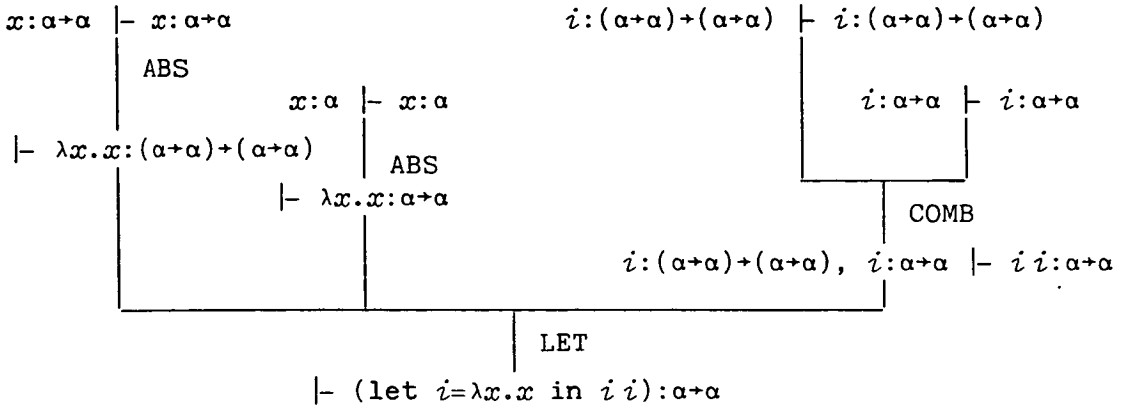 x:α→α |- x:α→α i:(α→α)→(α→α) |- i:(α→α)→(α→α)
ABS
x:α |- x:α i:α→α |- i:α→α
|- λx.x:(α→α)→(α→α)
ABS
|- λx.x:α→α
COMB
i:(α→α)→(α→α), i:α→α |- i i:α→α
LET
|- (let i=λx.x in i i):α→α